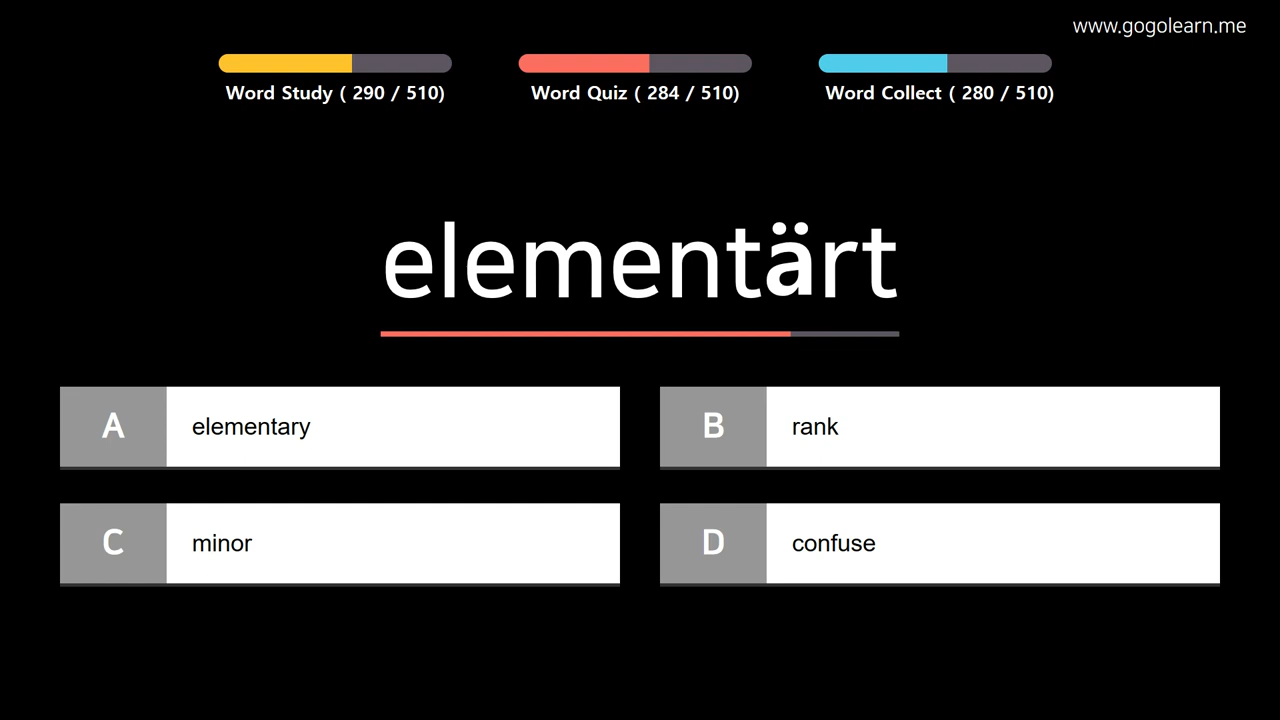 www.gogolearn.me
Word Study ( 290 / 510)
Word Quiz ( 284 / 510)
Word Collect ( 280 / 510)
elementärt
A elementary
B rank
C minor
D confuse